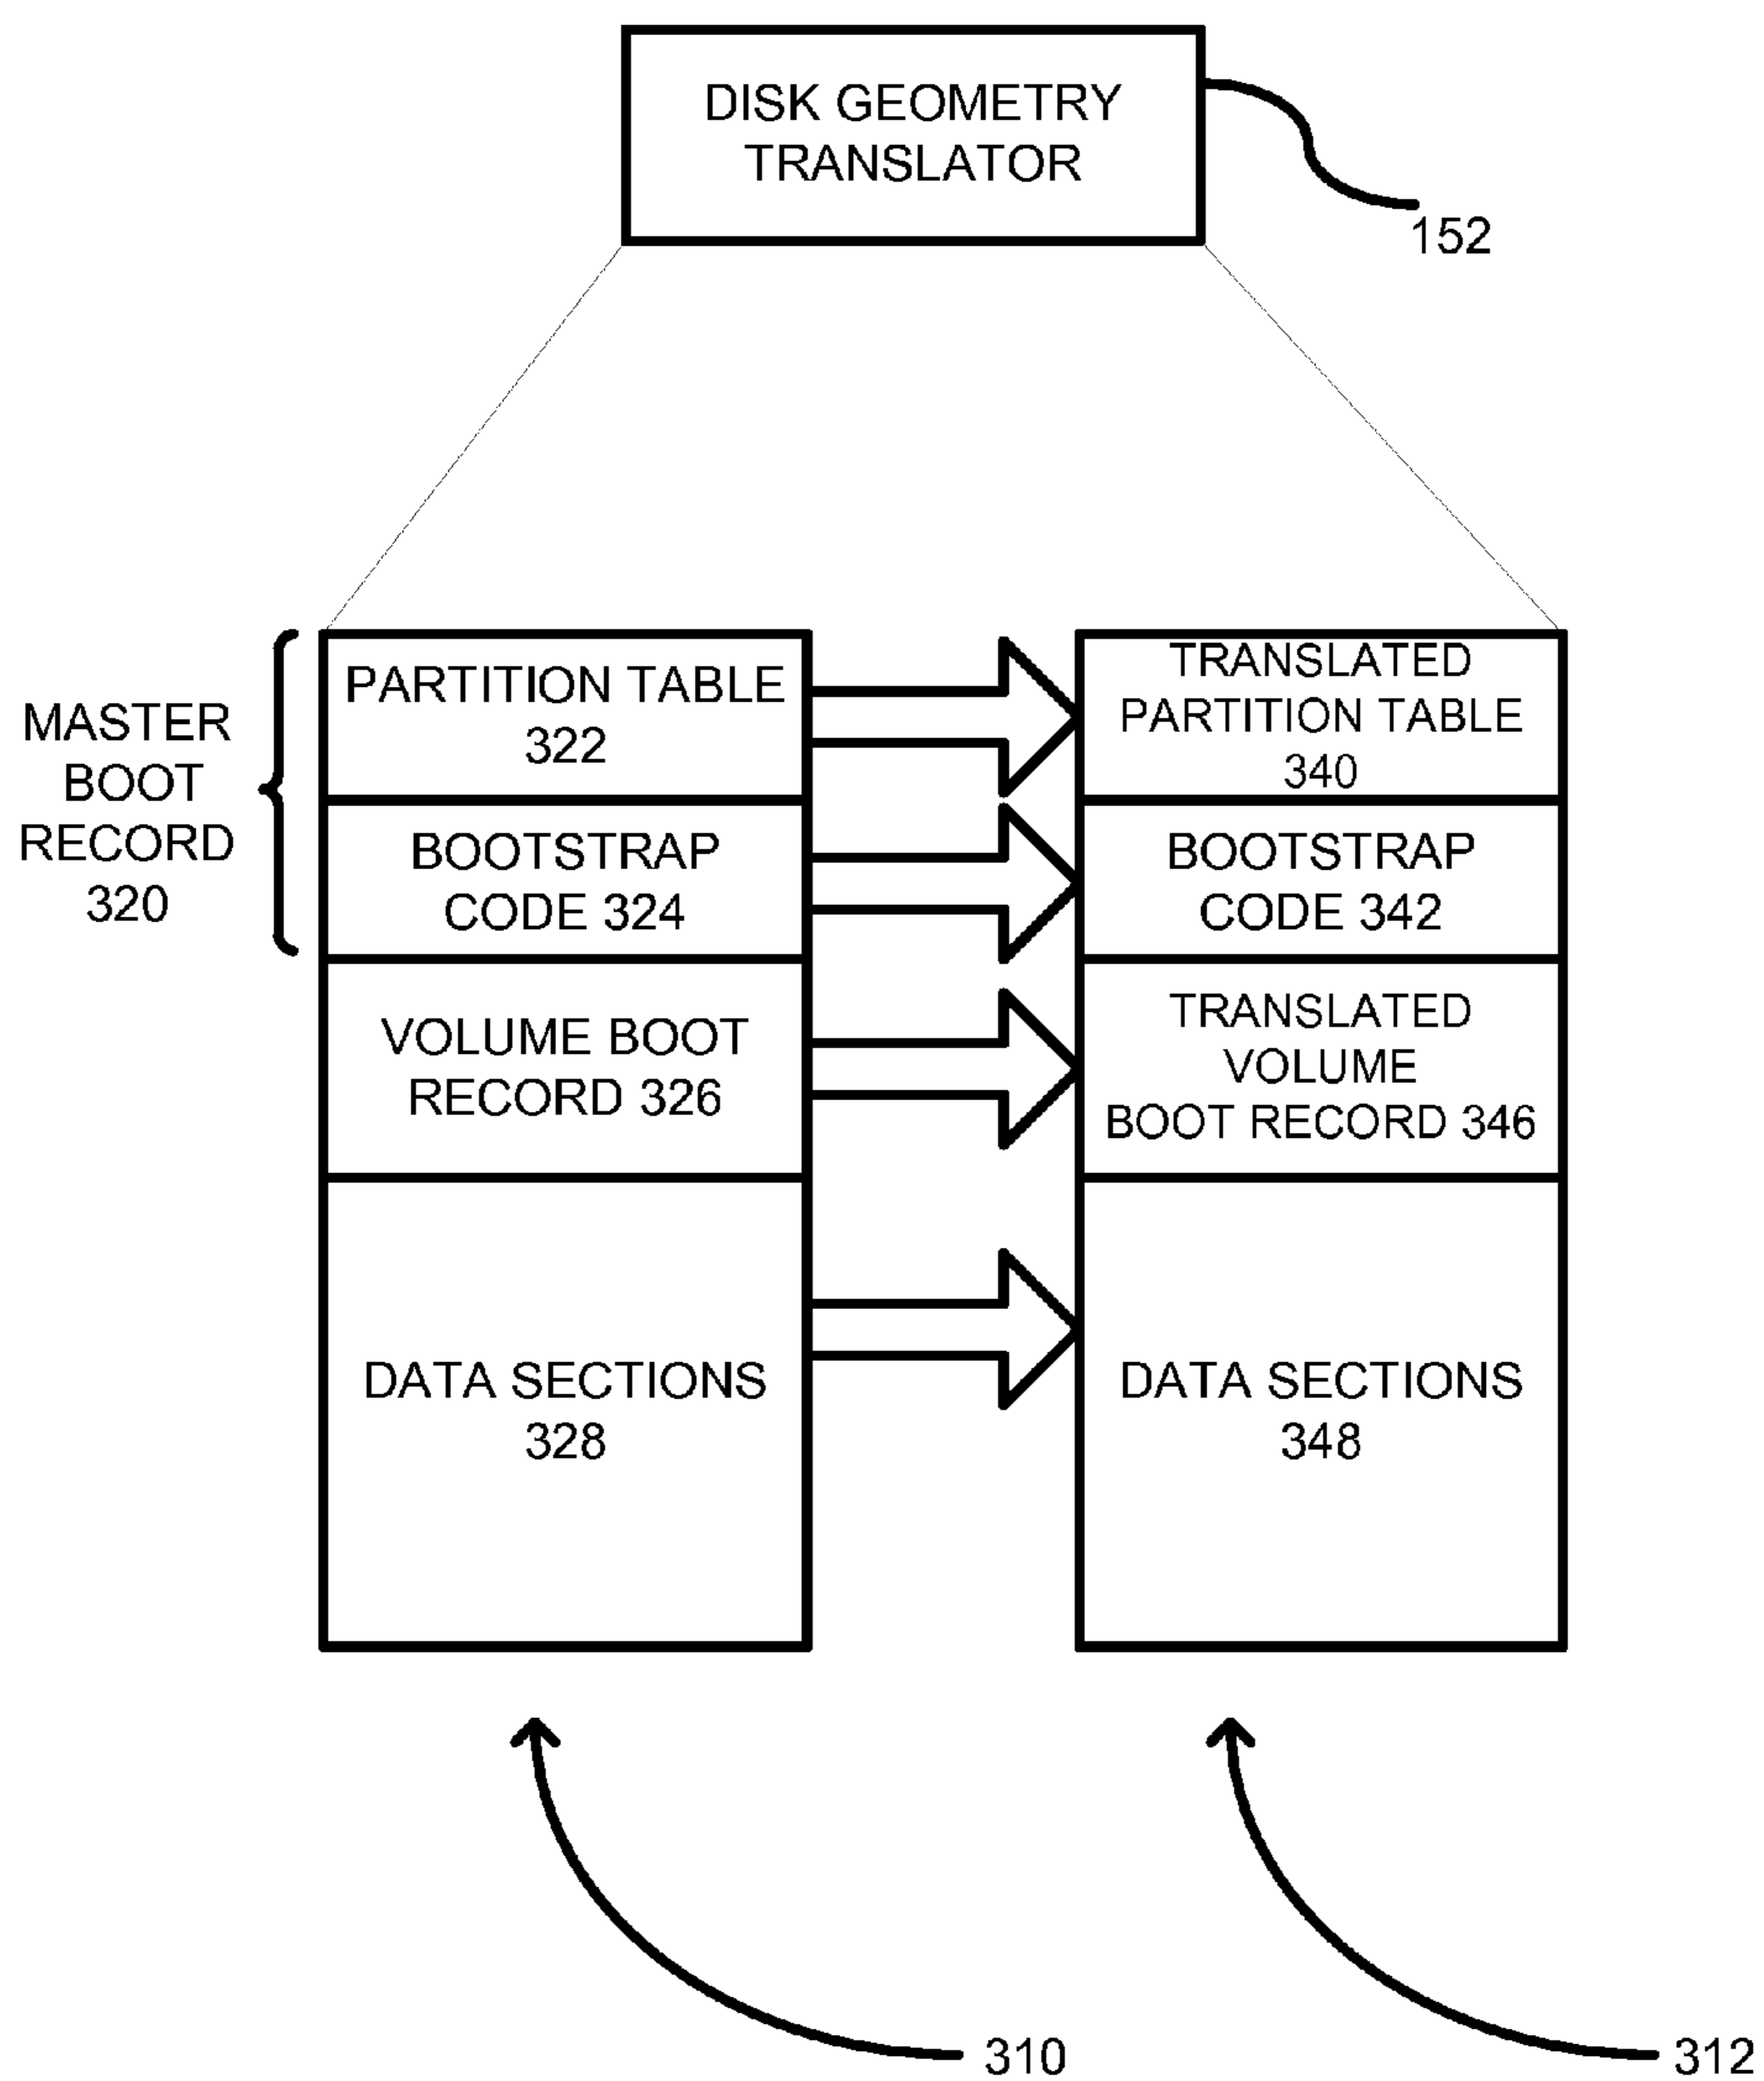 DISK GEOMETRY
TRANSLATOR
152
MASTER
BOOT
RECORD
320
PARTITION TABLE
322
BOOTSTRAP
CODE 324
VOLUME BOOT
RECORD 326
DATA SECTIONS
328
TRANSLATED
PARTITION TABLE
340
BOOTSTRAP
CODE 342
TRANSLATED
VOLUME
BOOT RECORD 346
DATA SECTIONS
348
310
312